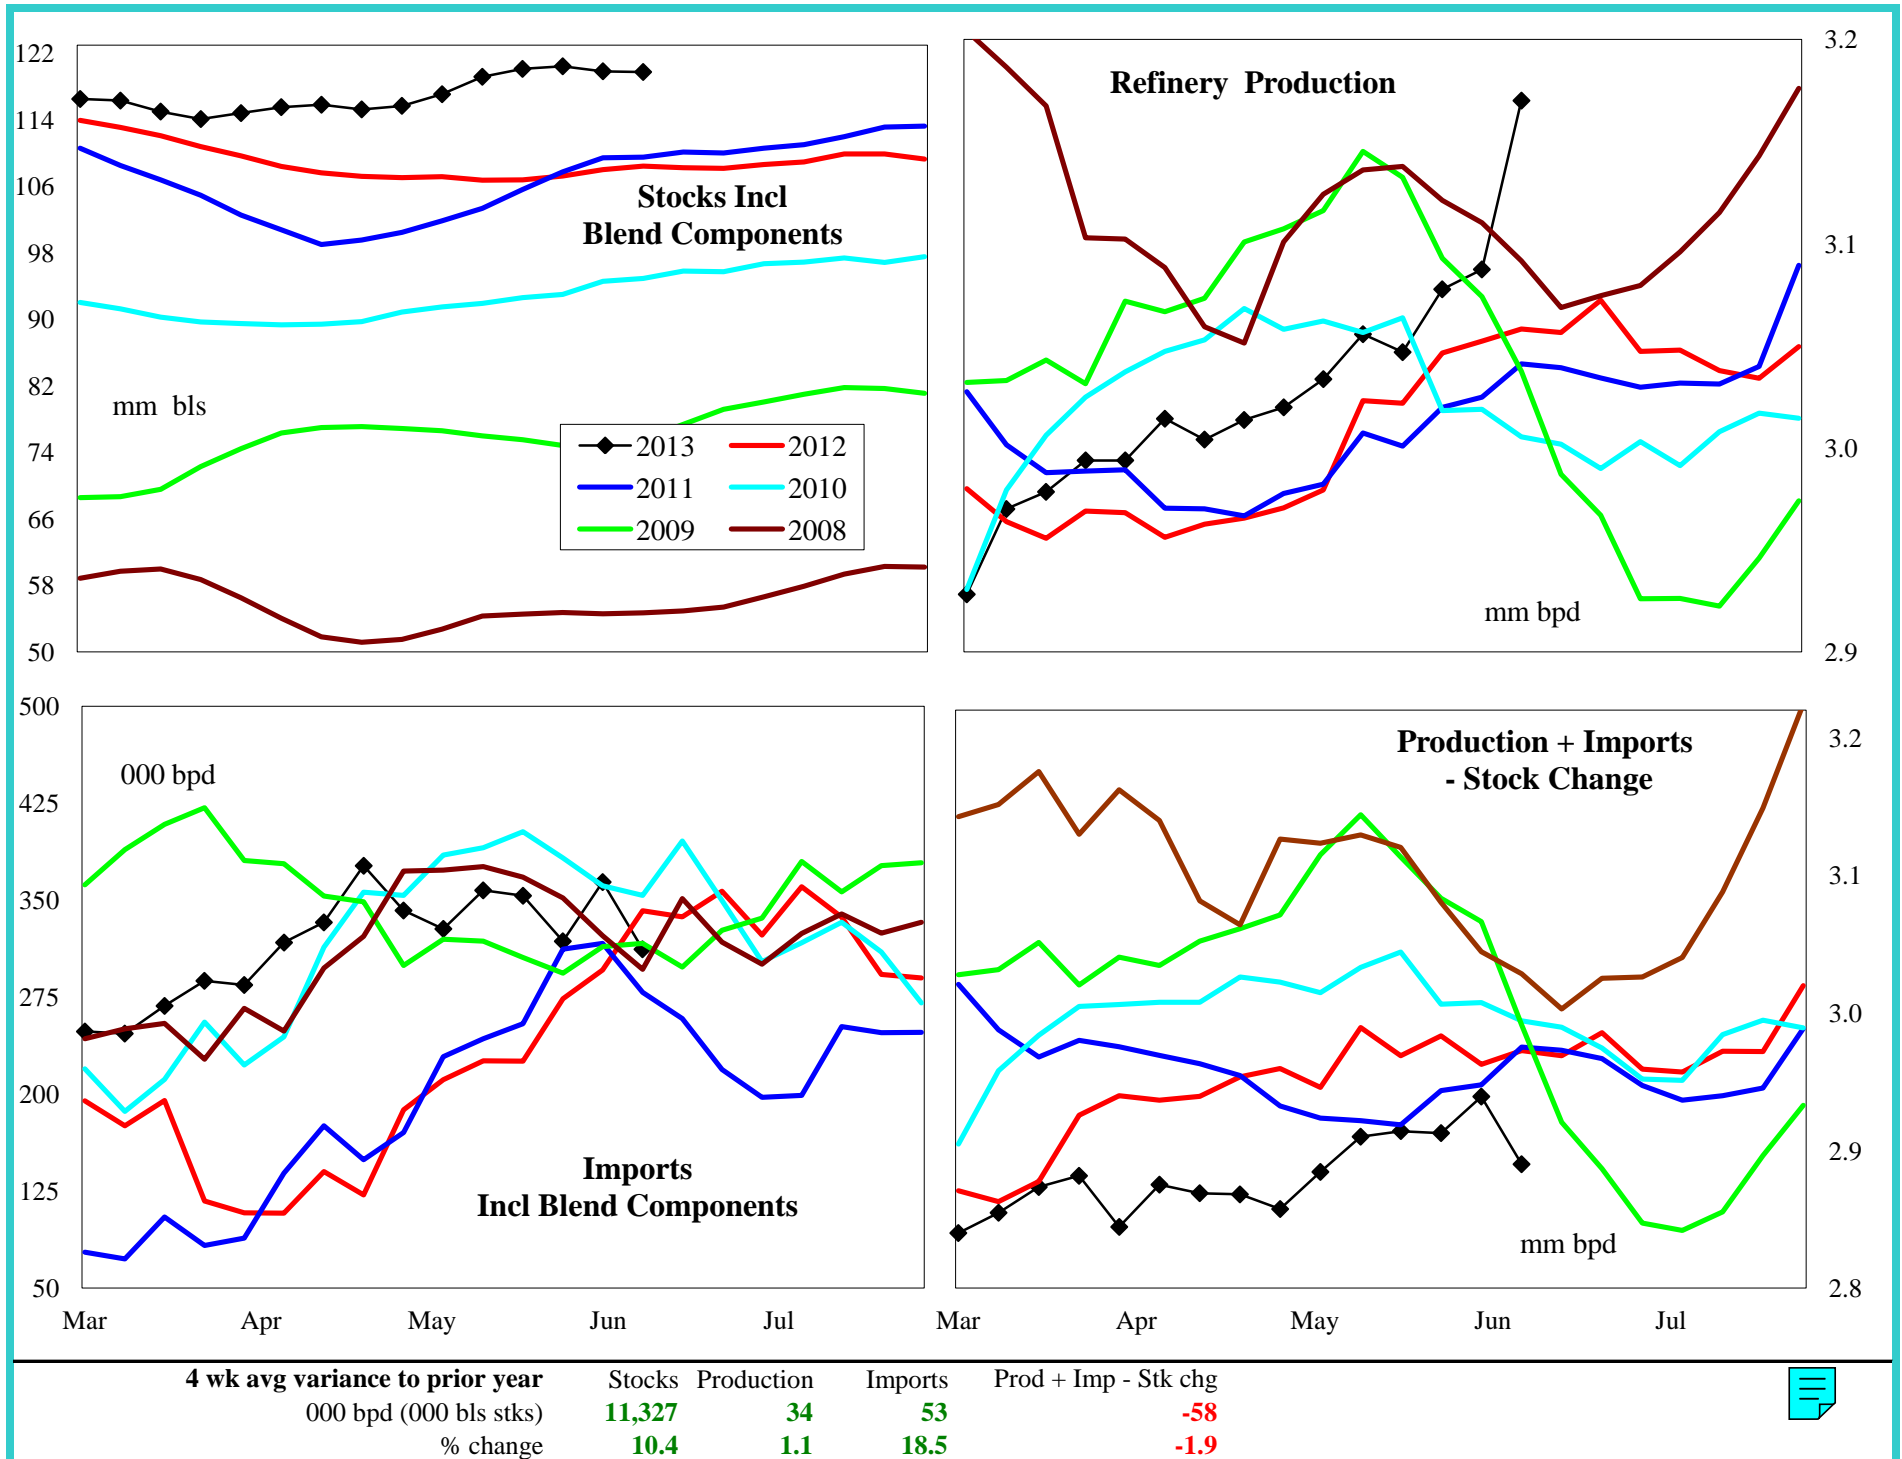 122
114
106
98
90
82
74
66
58
50
mm bls
Stocks Incl
Blend Components
2013 2012
2011 2010
2009 2008
Refinery Production
mm bpd
3.2
3.1
3.0
2.9
500
425
350
275
200
125
50
000 bpd
Imports
Incl Blend Components
Mar Apr May Jun Jul
Production + Imports
- Stock Change
mm bpd
3.2
3.1
3.0
2.9
2.8
Mar Apr May Jun Jul
4 wk avg variance to prior year Stocks Production Imports Prod + Imp - Stk chg
000 bpd (000 bls stks) 11,327 34 53 -58
% change 10.4 1.1 18.5 -1.9